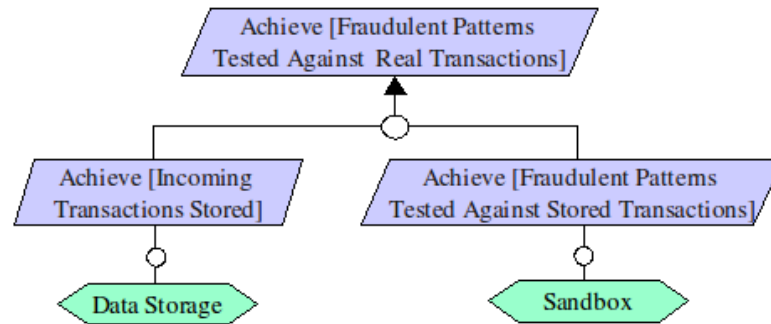 Achieve [Fraudulent Patterns
Tested Against Real Transactions]
Achieve [Incoming
Transactions Stored]
Achieve [Fraudulent Patterns
Tested Against Stored Transactions]
Data Storage
Sandbox